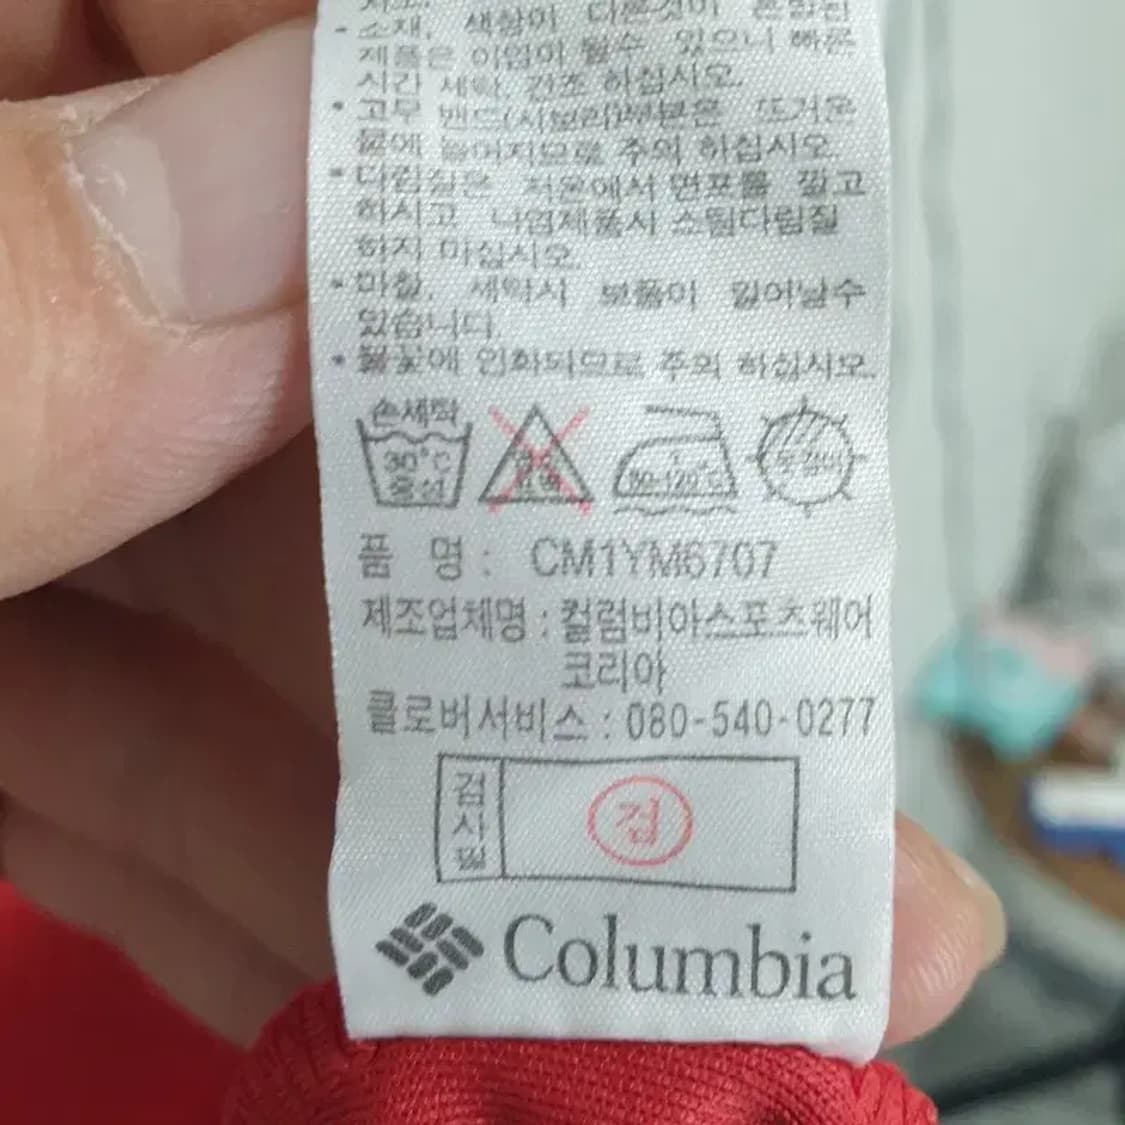 · 소재, 색상이 다른것이 혼합된
제품은 이염이 될수 있으니 빠른
시간 세탁, 건조 하십시오.
· 고무 밴드(시보리)부분은 뜨거운
물에 늘어지므로 주의 하십시오.
· 다림질은 저온에서 면포를 깔고
하시고 나염제품시 스팀다림질
하지 마십시오.
· 마찰, 세탁시 보풀이 일어날수
있습니다.
· 불꽃에 인화되므로 주의 하십시오.
손세탁
30°C
중성
80-120°C
옷걸이
품 명 : CM1YM6707
제조업체명 : 컬럼비아스포츠웨어
코리아
클로버서비스 : 080-540-0277
검사필
검
Columbia